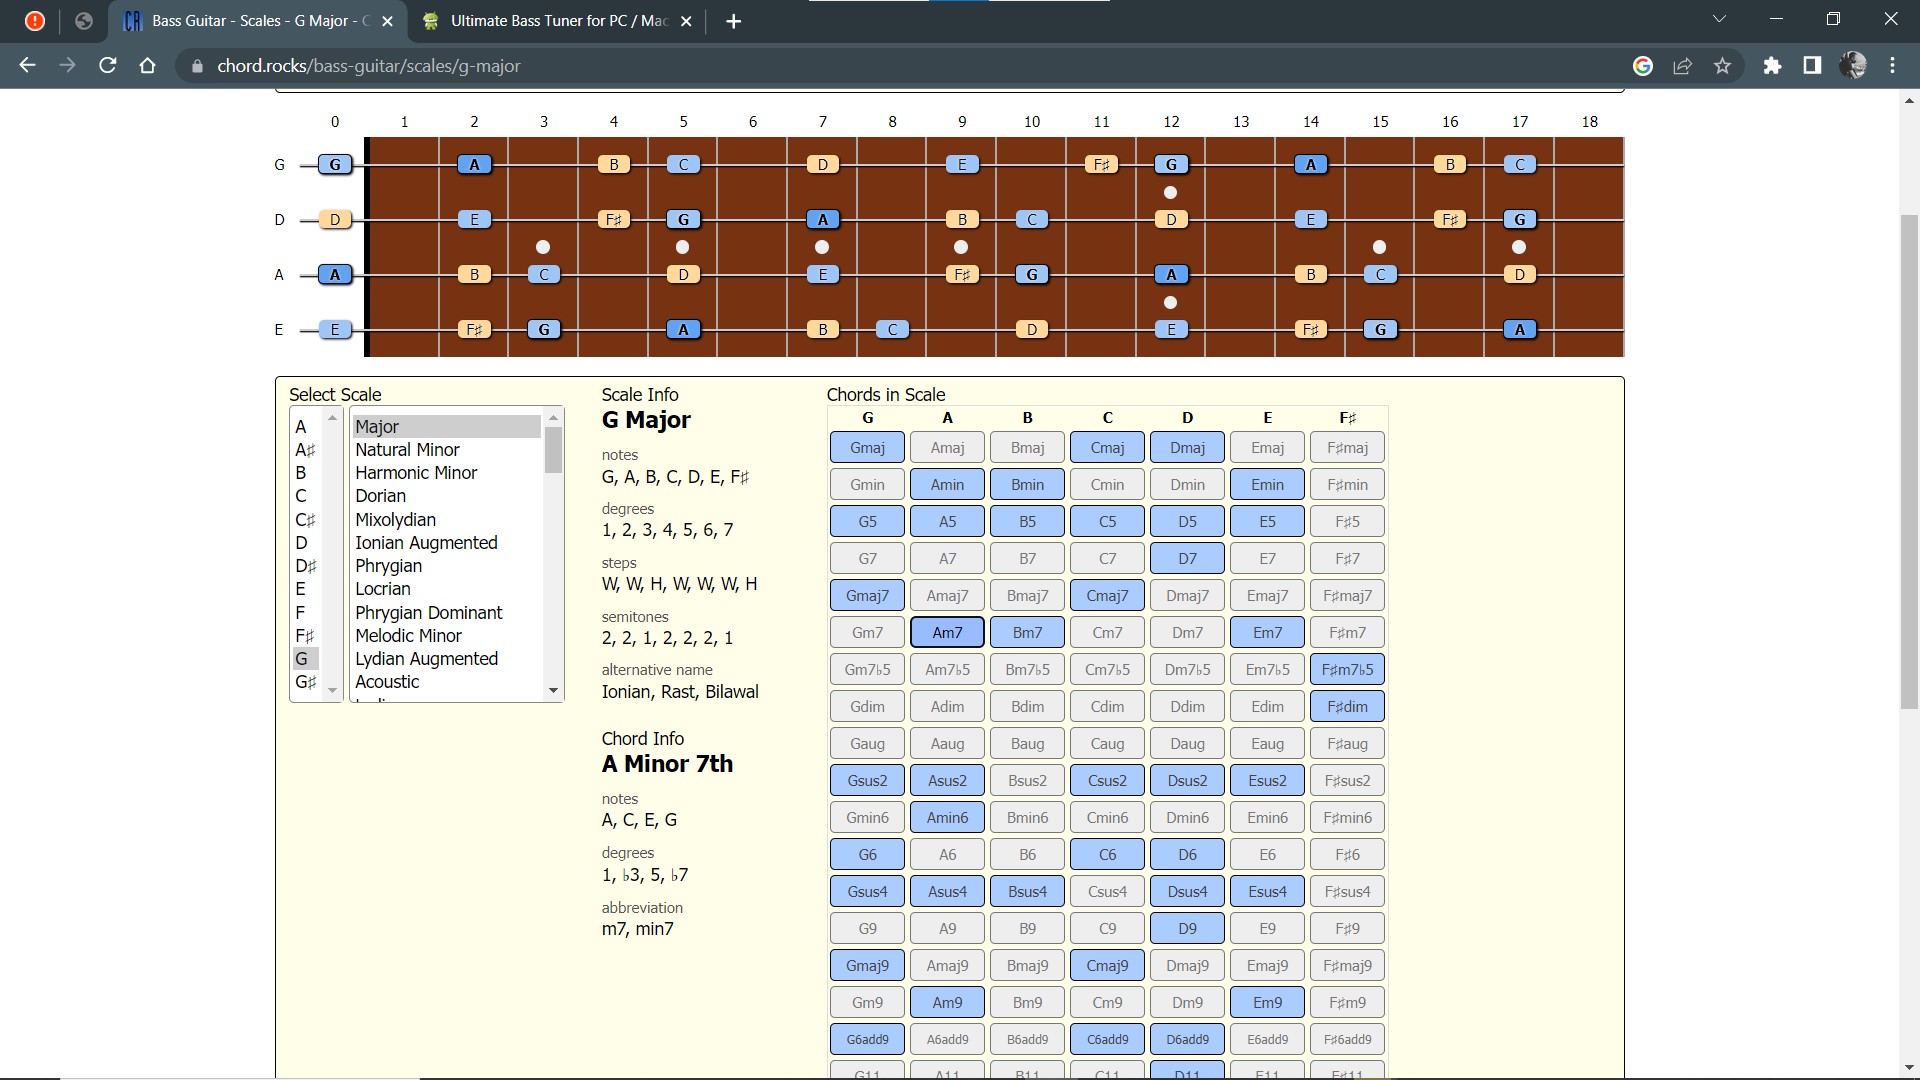 Bass Guitar - Scales - G Major - C
Ultimate Bass Tuner for PC / Mac
chord.rocks/bass-guitar/scales/g-major
0 1 2 3 4 5 6 7 8 9 10 11 12 13 14 15 16 17 18
G G A B C D E F♯ G A B C
D D E F♯ G A B C D E F♯ G
A A B C D E F♯ G A B C D
E E F♯ G A B C D E F♯ G A
Select Scale
A
A♯
B
C
C♯
D
D♯
E
F
F♯
G
G♯
Major
Natural Minor
Harmonic Minor
Dorian
Mixolydian
Ionian Augmented
Phrygian
Locrian
Phrygian Dominant
Melodic Minor
Lydian Augmented
Acoustic
Scale Info
G Major
notes
G, A, B, C, D, E, F♯
degrees
1, 2, 3, 4, 5, 6, 7
steps
W, W, H, W, W, W, H
semitones
2, 2, 1, 2, 2, 2, 1
alternative name
Ionian, Rast, Bilawal
Chord Info
A Minor 7th
notes
A, C, E, G
degrees
1, ♭3, 5, ♭7
abbreviation
m7, min7
Chords in Scale
G A B C D E F♯
Gmaj Amaj Bmaj Cmaj Dmaj Emaj F♯maj
Gmin Amin Bmin Cmin Dmin Emin F♯min
G5 A5 B5 C5 D5 E5 F♯5
G7 A7 B7 C7 D7 E7 F♯7
Gmaj7 Amaj7 Bmaj7 Cmaj7 Dmaj7 Emaj7 F♯maj7
Gm7 Am7 Bm7 Cm7 Dm7 Em7 F♯m7
Gm7♭5 Am7♭5 Bm7♭5 Cm7♭5 Dm7♭5 Em7♭5 F♯m7♭5
Gdim Adim Bdim Cdim Ddim Edim F♯dim
Gaug Aaug Baug Caug Daug Eaug F♯aug
Gsus2 Asus2 Bsus2 Csus2 Dsus2 Esus2 F♯sus2
Gmin6 Amin6 Bmin6 Cmin6 Dmin6 Emin6 F♯min6
G6 A6 B6 C6 D6 E6 F♯6
Gsus4 Asus4 Bsus4 Csus4 Dsus4 Esus4 F♯sus4
G9 A9 B9 C9 D9 E9 F♯9
Gmaj9 Amaj9 Bmaj9 Cmaj9 Dmaj9 Emaj9 F♯maj9
Gm9 Am9 Bm9 Cm9 Dm9 Em9 F♯m9
G6add9 A6add9 B6add9 C6add9 D6add9 E6add9 F♯6add9
G11 A11 B11 C11 D11 E11 F♯11